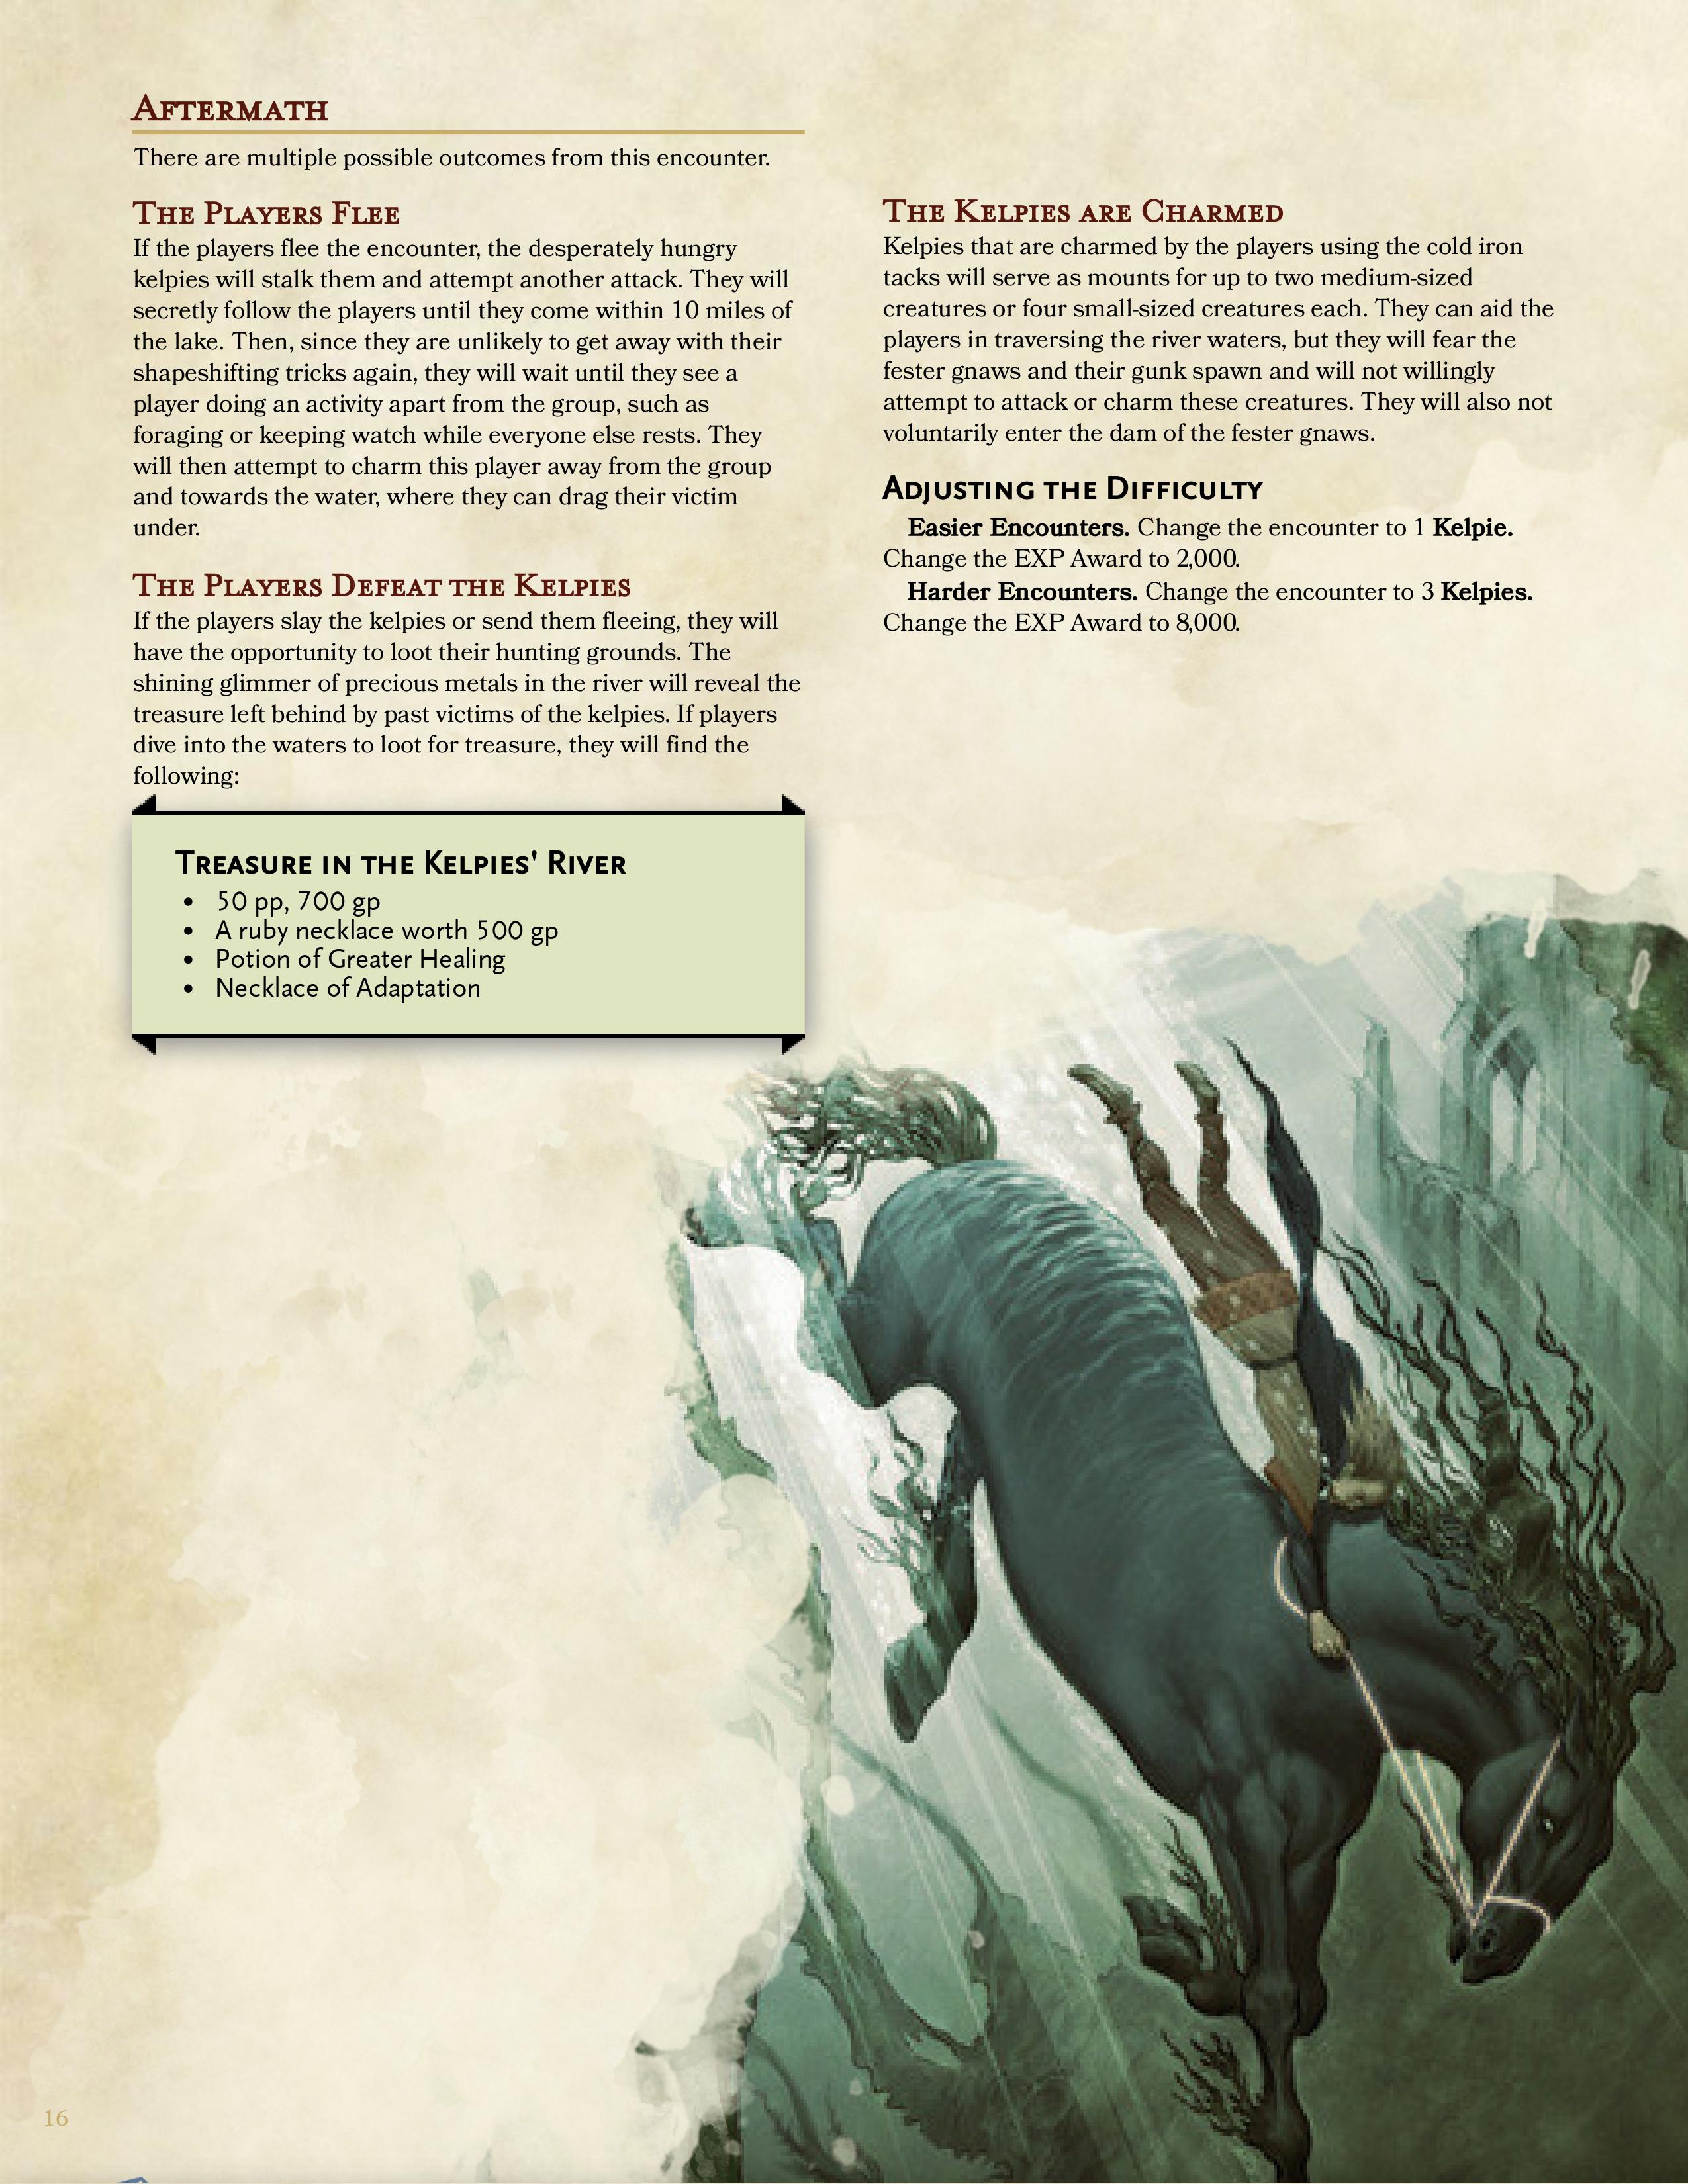 Aftermath
There are multiple possible outcomes from this encounter.
The Players Flee
If the players flee the encounter, the desperately hungry
kelpies will stalk them and attempt another attack. They will
secretly follow the players until they come within 10 miles of
the lake. Then, since they are unlikely to get away with their
shapeshifting tricks again, they will wait until they see a
player doing an activity apart from the group, such as
foraging or keeping watch while everyone else rests. They
will then attempt to charm this player away from the group
and towards the water, where they can drag their victim
under.
The Players Defeat the Kelpies
If the players slay the kelpies or send them fleeing, they will
have the opportunity to loot their hunting grounds. The
shining glimmer of precious metals in the river will reveal the
treasure left behind by past victims of the kelpies. If players
dive into the waters to loot for treasure, they will find the
following:
Treasure in the Kelpies' River
• 50 pp, 700 gp
• A ruby necklace worth 500 gp
• Potion of Greater Healing
• Necklace of Adaptation
The Kelpies are Charmed
Kelpies that are charmed by the players using the cold iron
tacks will serve as mounts for up to two medium-sized
creatures or four small-sized creatures each. They can aid the
players in traversing the river waters, but they will fear the
fester gnaws and their gunk spawn and will not willingly
attempt to attack or charm these creatures. They will also not
voluntarily enter the dam of the fester gnaws.
Adjusting the Difficulty
Easier Encounters. Change the encounter to 1 Kelpie.
Change the EXP Award to 2,000.
Harder Encounters. Change the encounter to 3 Kelpies.
Change the EXP Award to 8,000.
16